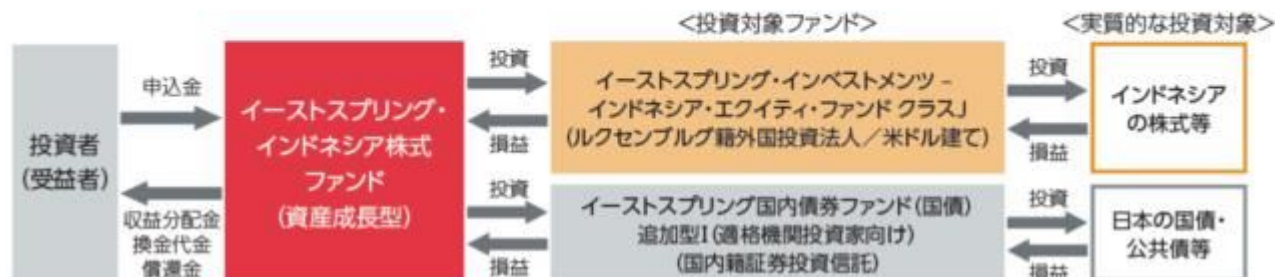 <投資対象ファンド>
<実質的な投資対象>
投資者
(受益者)
申込金
収益分配金
換金代金
償還金
イーストスプリング・
インドネシア株式
ファンド
(資産成長型)
投資
損益
投資
損益
イーストスプリング・インベストメンツ –
インドネシア・エクイティ・ファンド クラスJ
(ルクセンブルグ籍外国投資法人/米ドル建て)
イーストスプリング国内債券ファンド(国債)
追加型I(適格機関投資家向け)
(国内籍証券投資信託)
投資
損益
投資
損益
インドネシア
の株式等
日本の国債・
公共債等